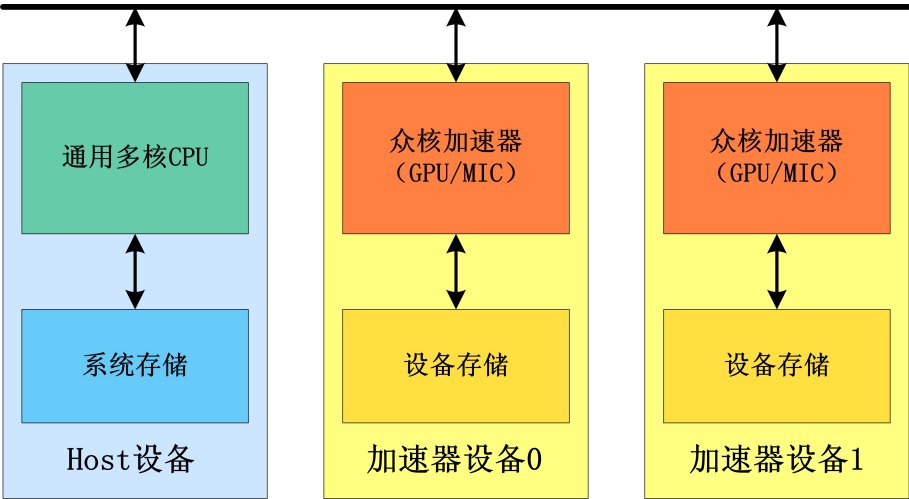 通用多核CPU
众核加速器
（GPU/MIC）
众核加速器
（GPU/MIC）
系统存储
设备存储
设备存储
Host设备
加速器设备0
加速器设备1